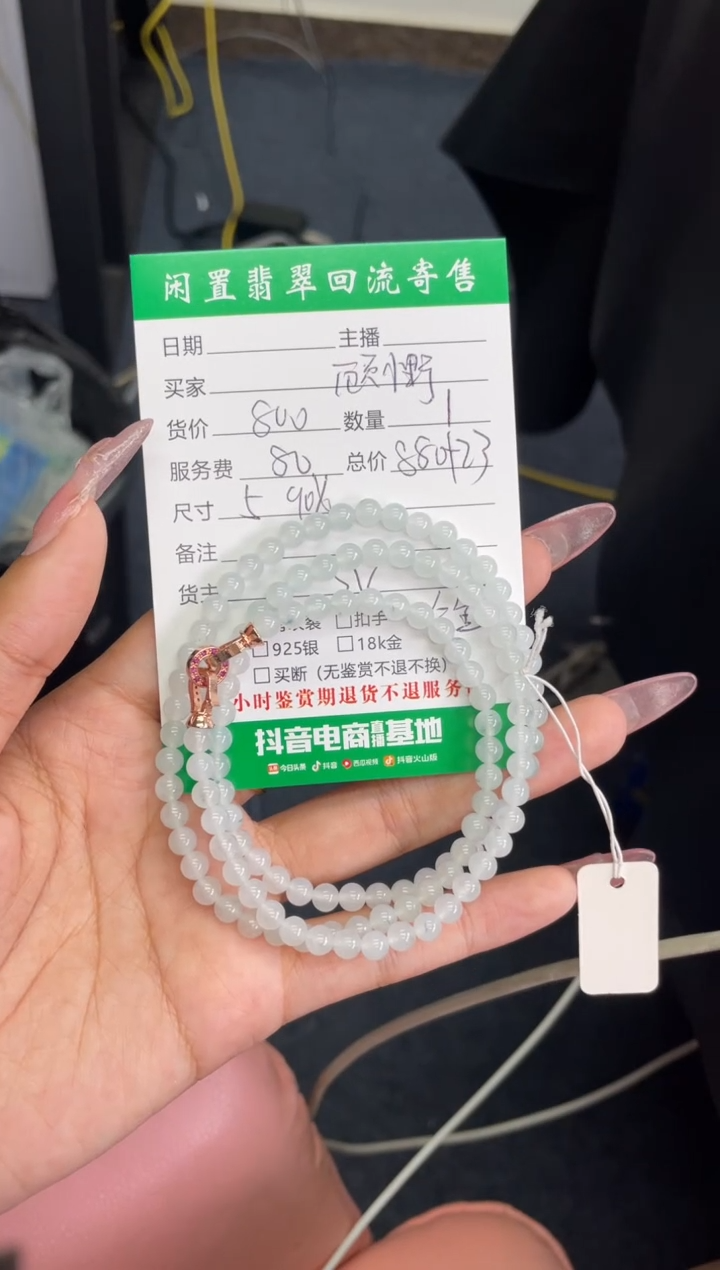 闲置翡翠回流寄售
日期 主播
买家 顾小野
货价 800 数量 1
服务费 80 总价 880+23
尺寸 5 90
备注
货主
扣手
□925银 □18k金
□买断（无鉴赏不退不换）
小时鉴赏期退货不退服务
抖音电商直播基地
今日头条 抖音 西瓜视频 抖音火山版